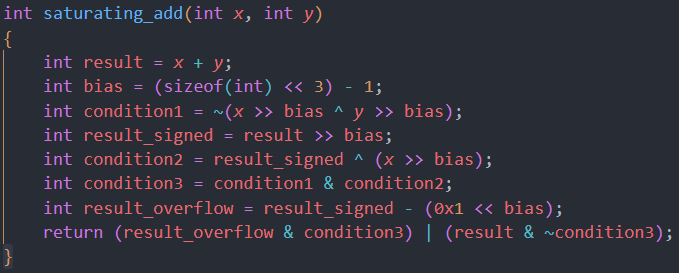 int saturating_add(int x, int y)
{
    int result = x + y;
    int bias = (sizeof(int) << 3) - 1;
    int condition1 = ~(x >> bias ^ y >> bias);
    int result_signed = result >> bias;
    int condition2 = result_signed ^ (x >> bias);
    int condition3 = condition1 & condition2;
    int result_overflow = result_signed - (0x1 << bias);
    return (result_overflow & condition3) | (result & ~condition3);
}